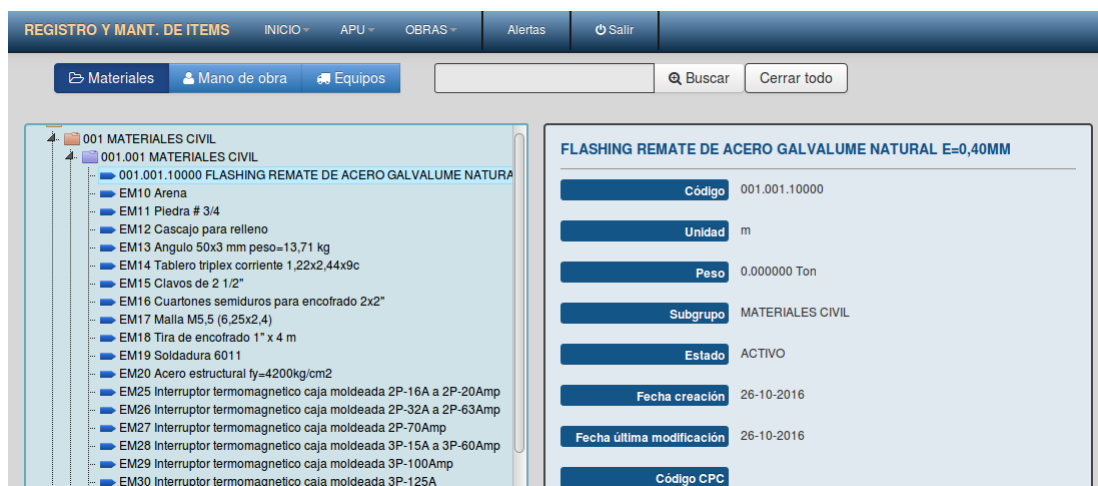 REGISTRO Y MANT. DE ITEMS INICIO APU OBRAS Alertas Salir
Materiales Mano de obra Equipos Buscar Cerrar todo
001 MATERIALES CIVIL
001.001 MATERIALES CIVIL
001.001.10000 FLASHING REMATE DE ACERO GALVALUME NATURA
EM10 Arena
EM11 Piedra # 3/4
EM12 Cascajo para relleno
EM13 Angulo 50x3 mm peso=13,71 kg
EM14 Tablero triplex corriente 1,22x2,44x9c
EM15 Clavos de 2 1/2"
EM16 Cuartones semiduros para encofrado 2x2"
EM17 Malla M5,5 (6,25x2,4)
EM18 Tira de encofrado 1" x 4 m
EM19 Soldadura 6011
EM20 Acero estructural fy=4200kg/cm2
EM25 Interruptor termomagnetico caja moldeada 2P-16A a 2P-20Amp
EM26 Interruptor termomagnetico caja moldeada 2P-32A a 2P-63Amp
EM27 Interruptor termomagnetico caja moldeada 2P-70Amp
EM28 Interruptor termomagnetico caja moldeada 3P-15A a 3P-60Amp
EM29 Interruptor termomagnetico caja moldeada 3P-100Amp
EM30 Interruptor termomagnetico caja moldeada 3P-125A
FLASHING REMATE DE ACERO GALVALUME NATURAL E=0,40MM
Código 001.001.10000
Unidad m
Peso 0.000000 Ton
Subgrupo MATERIALES CIVIL
Estado ACTIVO
Fecha creación 26-10-2016
Fecha última modificación 26-10-2016
Código CPC